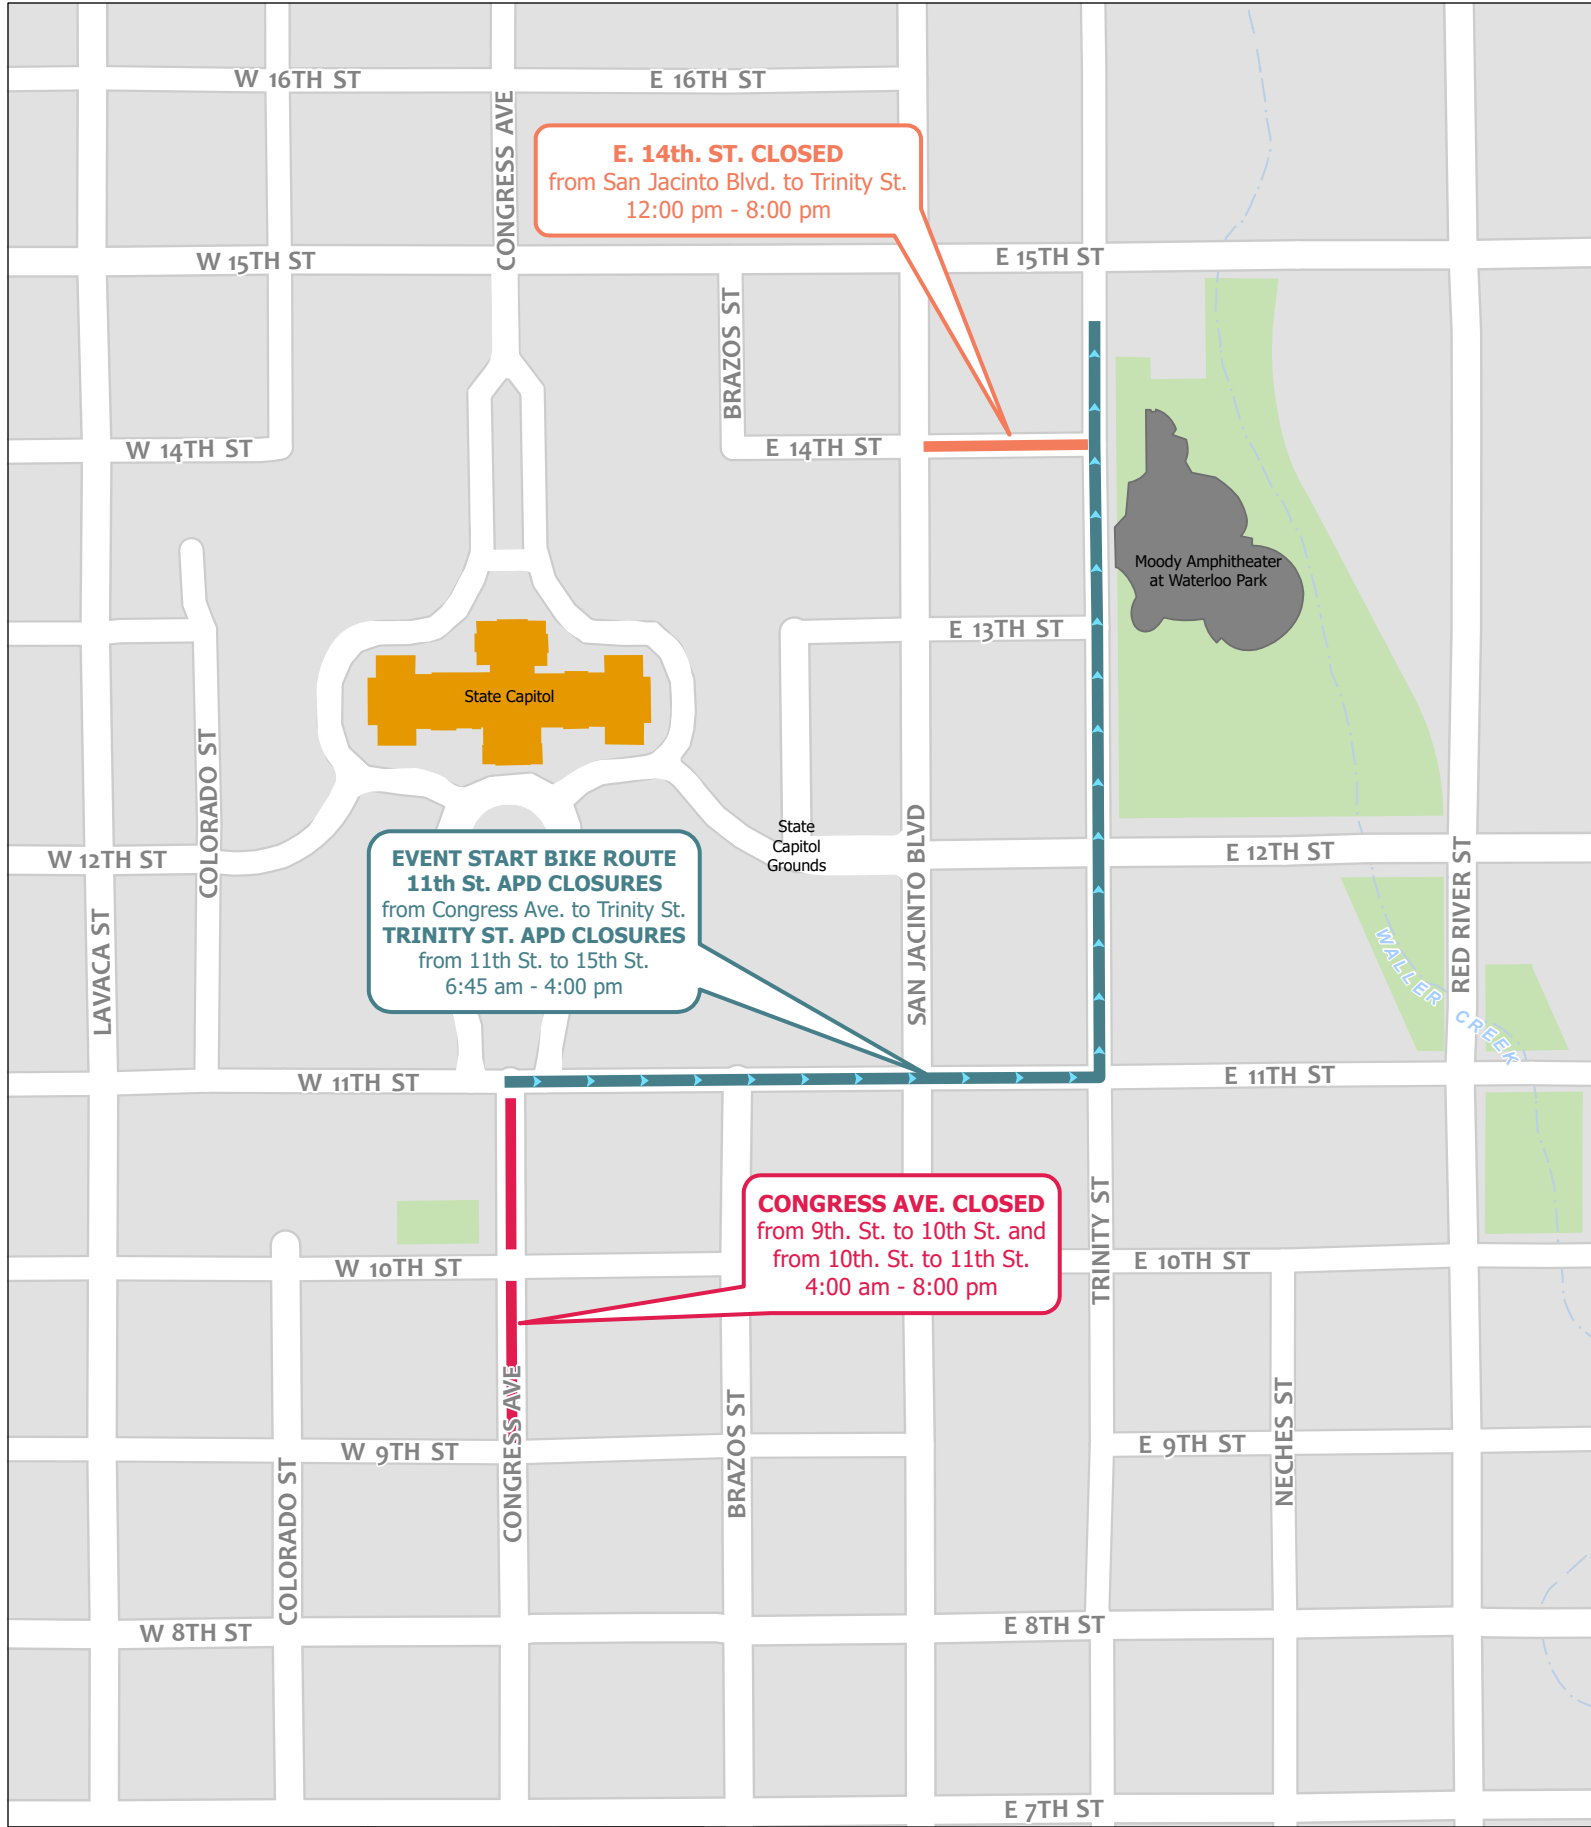 W 16TH ST
E 16TH ST
CONGRESS AVE
E. 14th. ST. CLOSED
from San Jacinto Blvd. to Trinity St.
12:00 pm - 8:00 pm
W 15TH ST
E 15TH ST
BRAZOS ST
W 14TH ST
E 14TH ST
Moody Amphitheater
at Waterloo Park
E 13TH ST
State Capitol
COLORADO ST
State
Capitol
Grounds
SAN JACINTO BLVD
W 12TH ST
E 12TH ST
RED RIVER ST
EVENT START BIKE ROUTE
11th St. APD CLOSURES
from Congress Ave. to Trinity St.
TRINITY ST. APD CLOSURES
from 11th St. to 15th St.
6:45 am - 4:00 pm
LAVACA ST
WALLER CREEK
W 11TH ST
E 11TH ST
CONGRESS AVE. CLOSED
from 9th. St. to 10th St. and
from 10th. St. to 11th St.
4:00 am - 8:00 pm
TRINITY ST
W 10TH ST
E 10TH ST
CONGRESS AVE
BRAZOS ST
NECHES ST
W 9TH ST
E 9TH ST
COLORADO ST
W 8TH ST
E 8TH ST
E 7TH ST